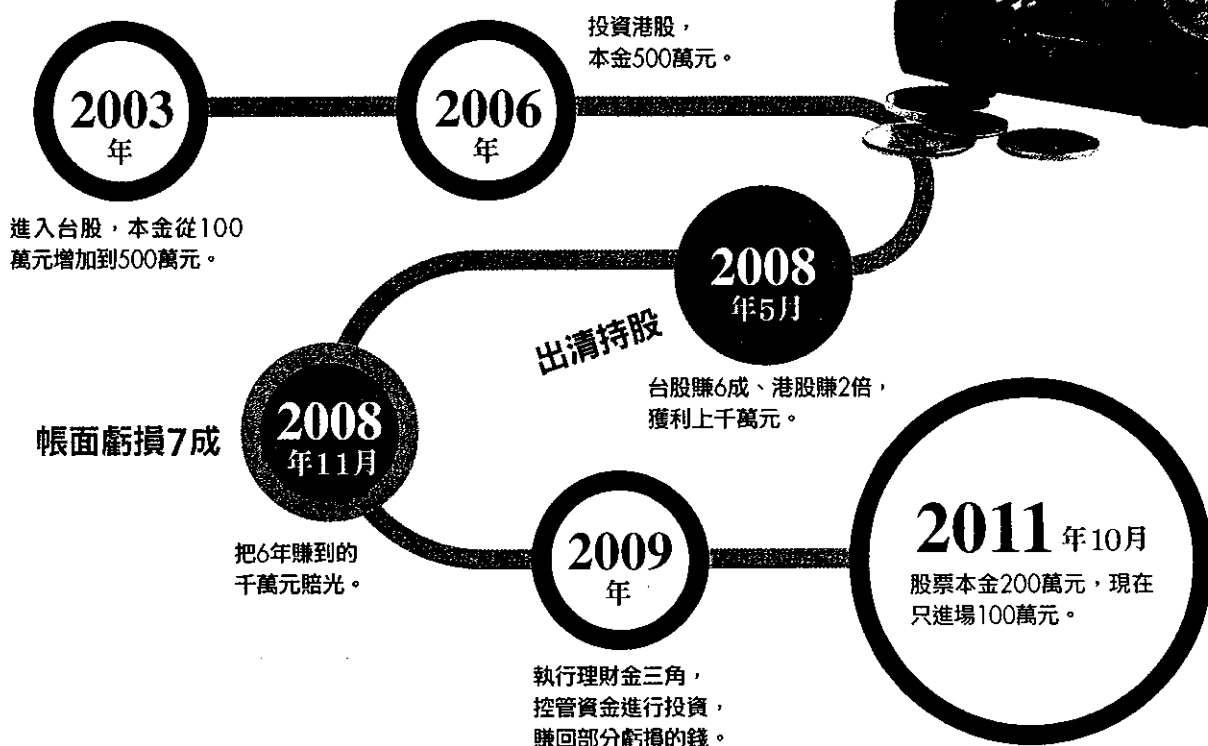 2003
年
進入台股，本金從100
萬元增加到500萬元。
2006
年
投資港股，
本金500萬元。
2008
年5月
出清持股
台股賺6成、港股賺2倍，
獲利上千萬元。
2008
年11月
帳面虧損7成
把6年賺到的
千萬元賠光。
2009
年
執行理財金三角，
控管資金進行投資，
賺回部分虧損的錢。
2011年10月
股票本金200萬元，現在
只進場100萬元。